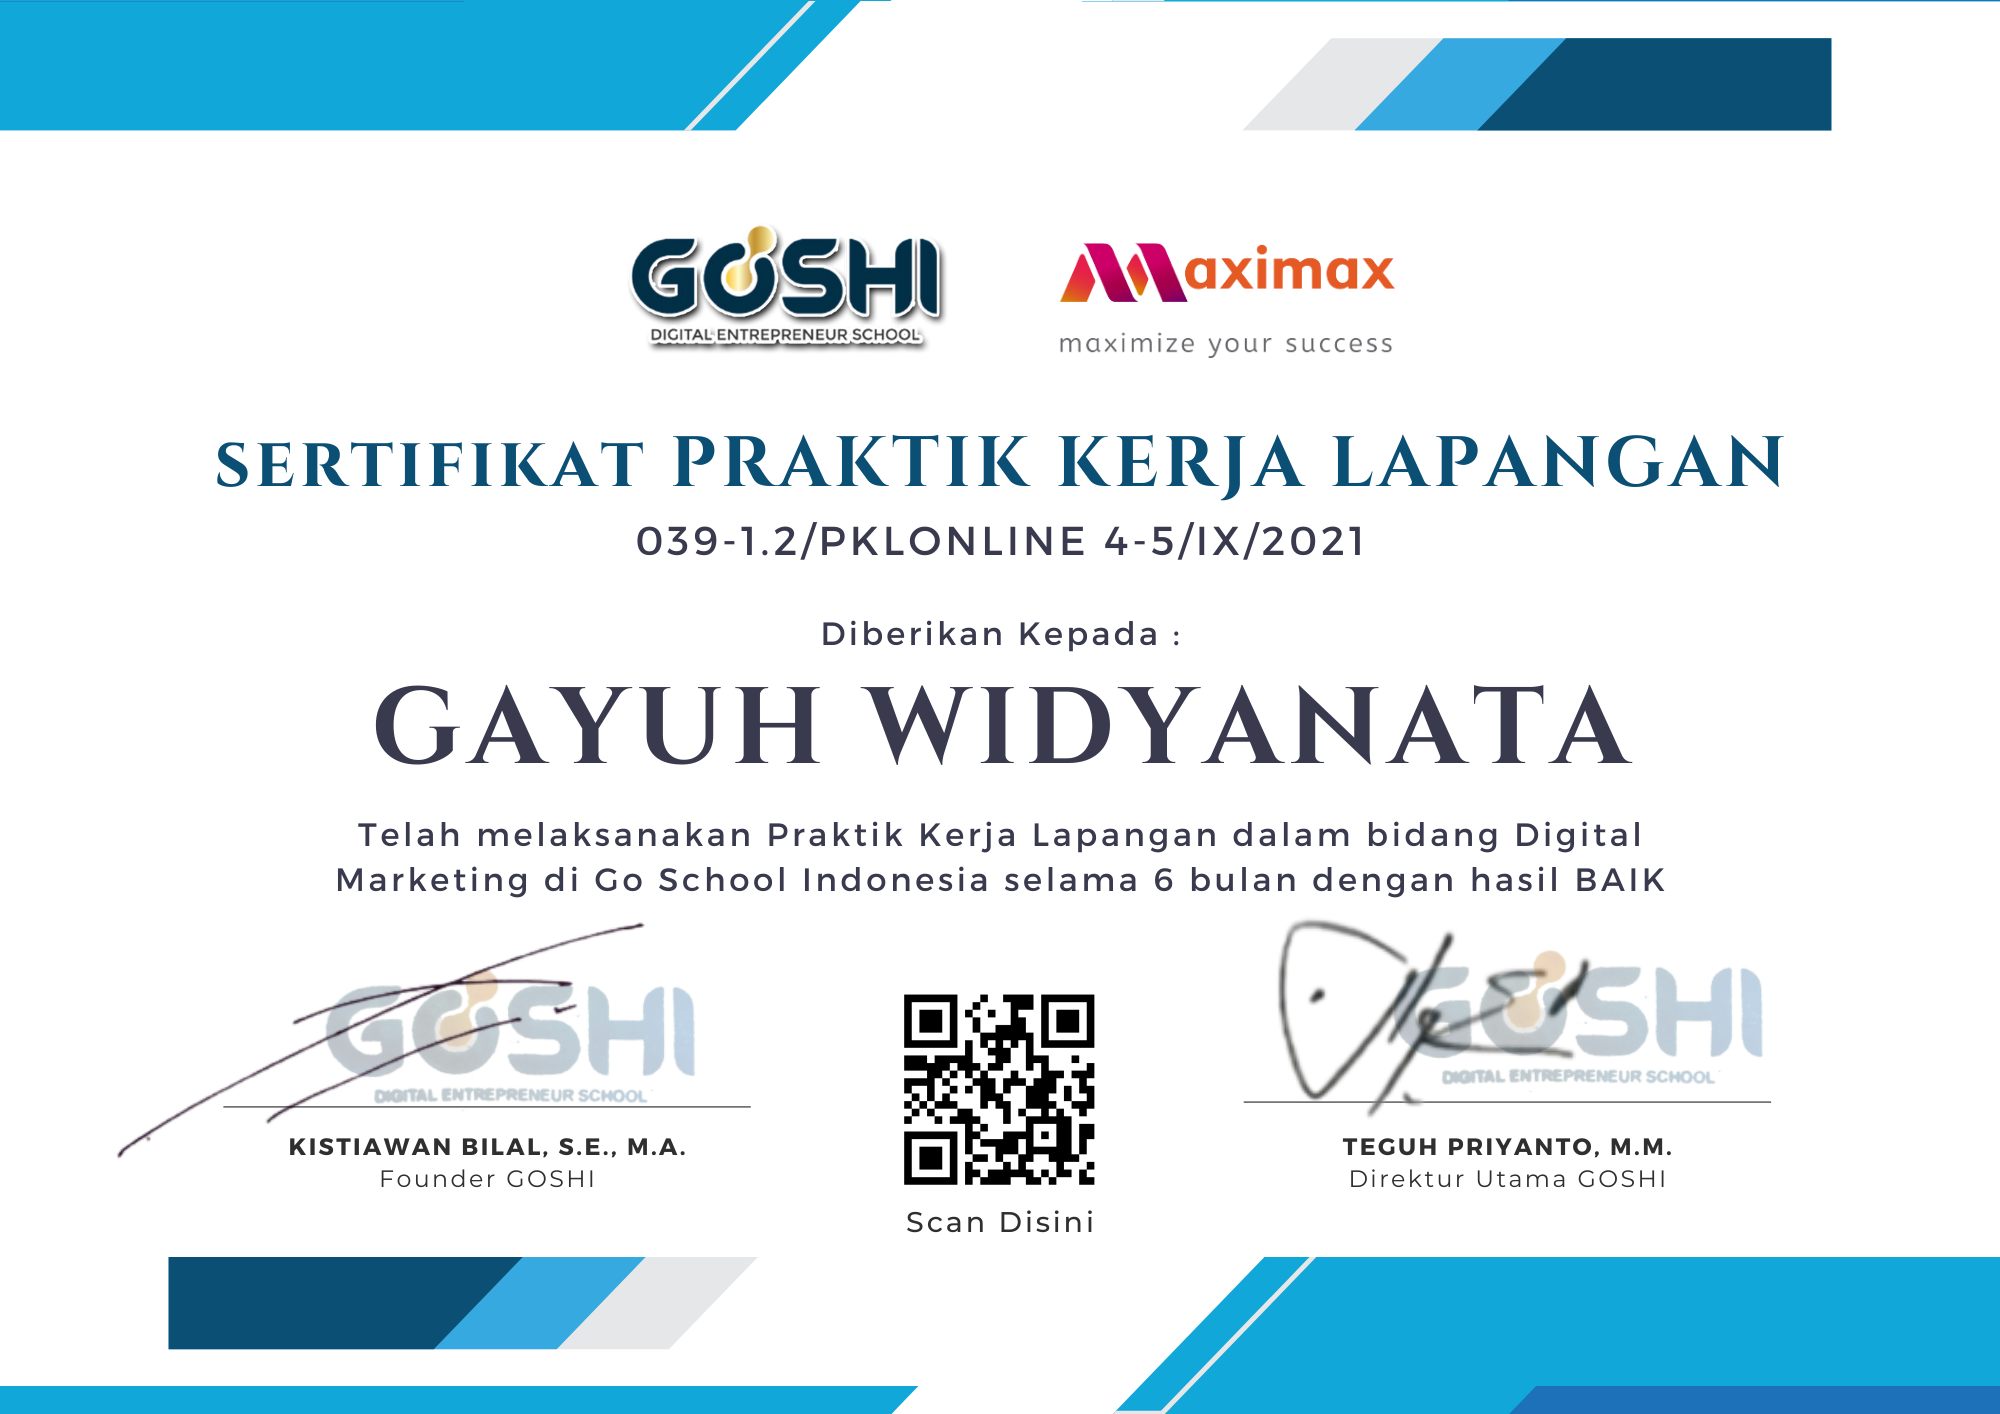 GOSHI
DIGITAL ENTREPRENEUR SCHOOL
Maximax
maximize your success
SERTIFIKAT PRAKTIK KERJA LAPANGAN
039-1.2/PKLONLINE 4-5/IX/2021
Diberikan Kepada :
GAYUH WIDYANATA
Telah melaksanakan Praktik Kerja Lapangan dalam bidang Digital
Marketing di Go School Indonesia selama 6 bulan dengan hasil BAIK
GOSHI
DIGITAL ENTREPRENEUR SCHOOL
KISTIAWAN BILAL, S.E., M.A.
Founder GOSHI
Scan Disini
GOSHI
DIGITAL ENTREPRENEUR SCHOOL
TEGUH PRIYANTO, M.M.
Direktur Utama GOSHI